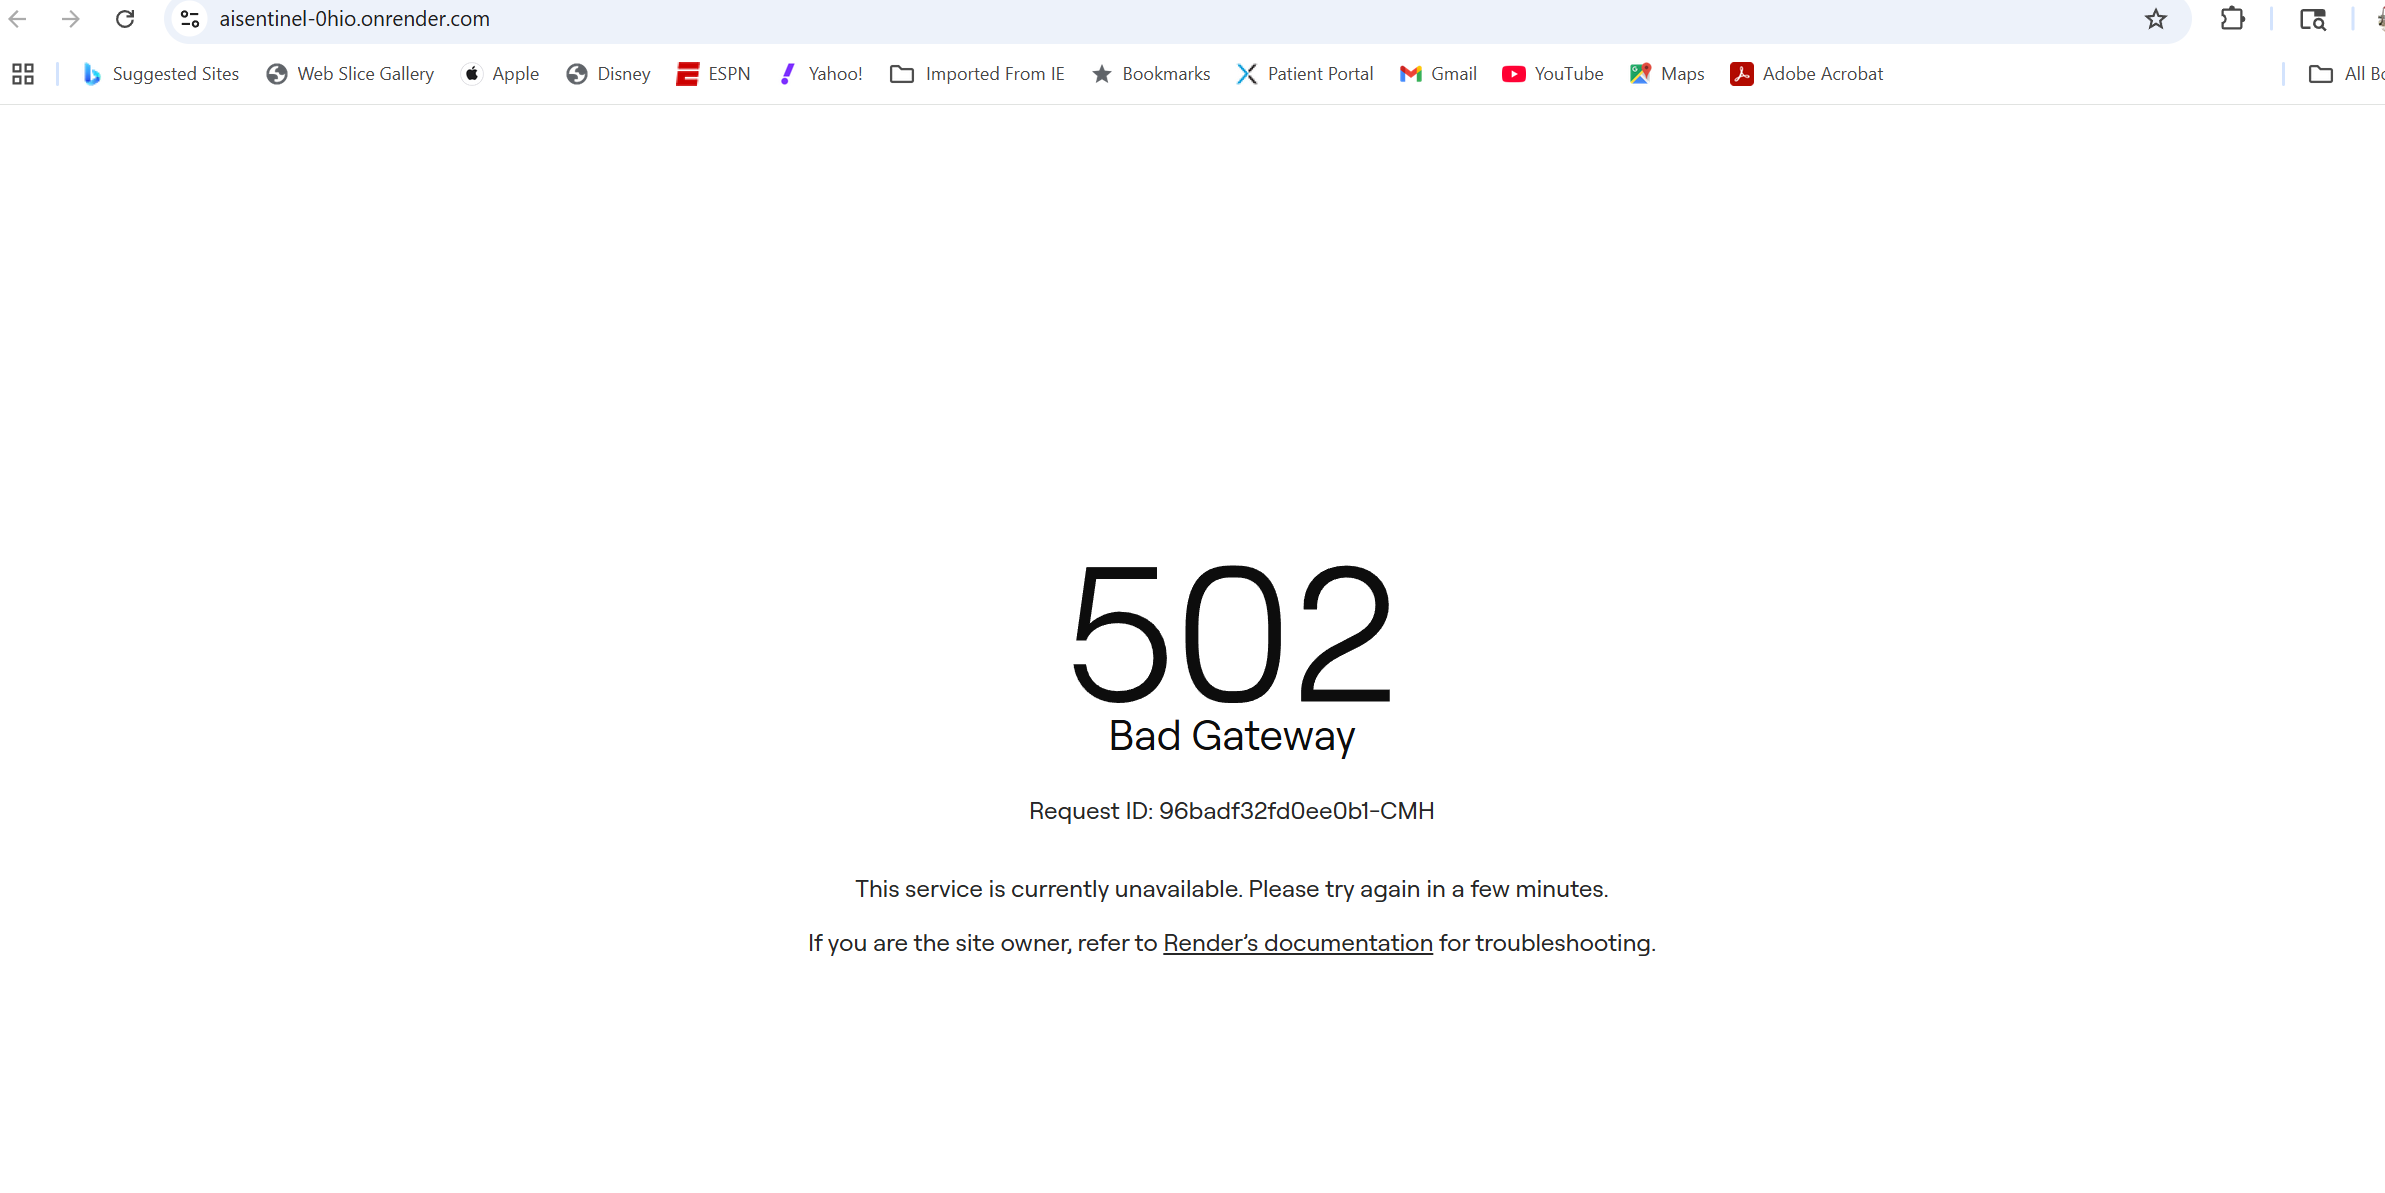 aisentinel-0hio.onrender.com
Suggested Sites Web Slice Gallery Apple Disney ESPN Yahoo! Imported From IE Bookmarks Patient Portal Gmail YouTube Maps Adobe Acrobat All Bo
502
Bad Gateway
Request ID: 96badf32fd0ee0b1-CMH
This service is currently unavailable. Please try again in a few minutes.
If you are the site owner, refer to Render’s documentation for troubleshooting.